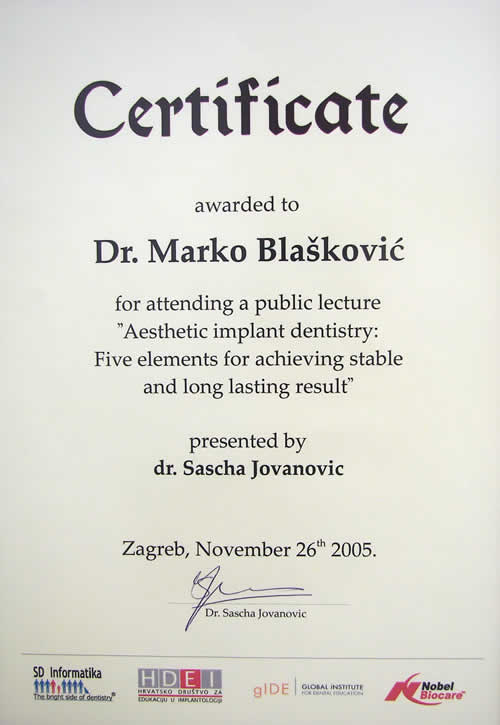 Certificate
awarded to
Dr. Marko Blašković
for attending a public lecture
"Aesthetic implant dentistry:
Five elements for achieving stable
and long lasting result"
presented by
dr. Sascha Jovanovic
Zagreb, November 26th 2005.
Dr. Sascha Jovanovic
SD Informatika
The bright side of dentistry®
HDEI
HRVATSKO DRUŠTVO ZA
EDUKACIJU U IMPLANTOLOGIJI
gIDE
GLOBAL INSTITUTE
FOR DENTAL EDUCATION
Nobel
Biocare™